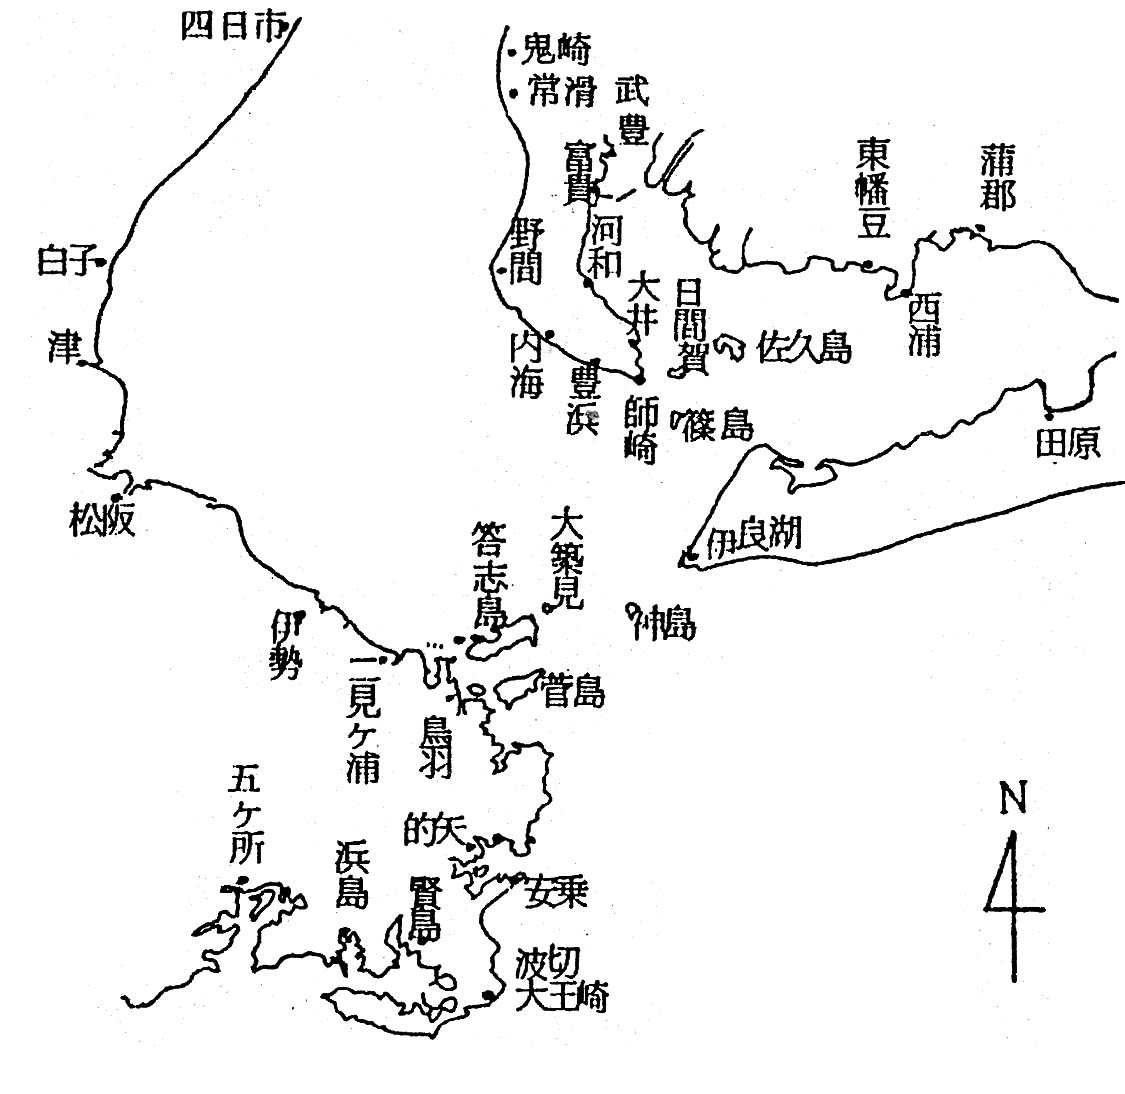 四日市
鬼崎
常滑
武豊
富貴
東幡豆
蒲郡
白子
野間
河和
大井
日間賀
佐久島
西浦
津
内海
豊浜
師崎
篠島
田原
松阪
伊良湖
答志島
大築見
神島
伊勢
二見ヶ浦
菅島
鳥羽
五ヶ所
浜島
的矢
賢島
安乗
波切
大王崎
N